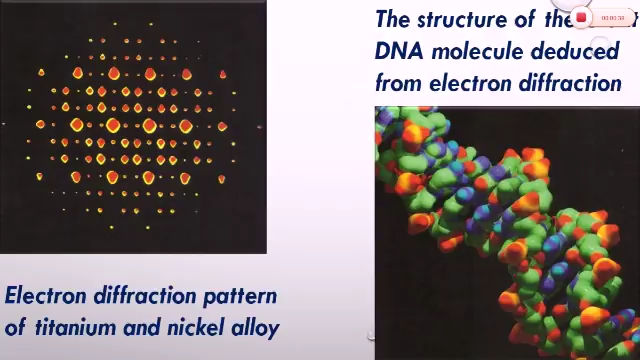 The structure of the
DNA molecule deduced
from electron diffraction
Electron diffraction pattern
of titanium and nickel alloy